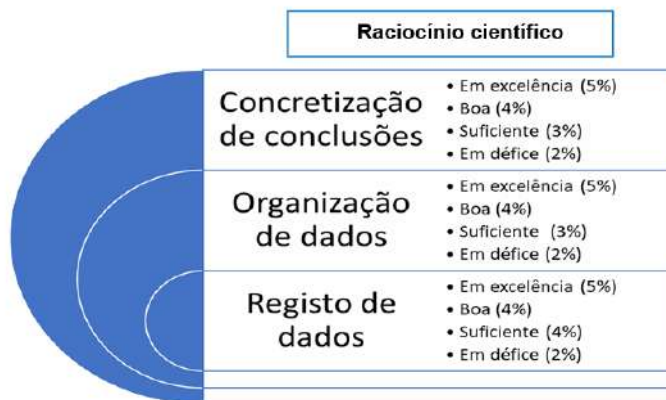 Raciocínio científico
Concretização
de conclusões
• Em excelência (5%)
• Boa (4%)
• Suficiente (3%)
• Em défice (2%)
Organização
de dados
• Em excelência (5%)
• Boa (4%)
• Suficiente (3%)
• Em défice (2%)
Registo de
dados
• Em excelência (5%)
• Boa (4%)
• Suficiente (4%)
• Em défice (2%)